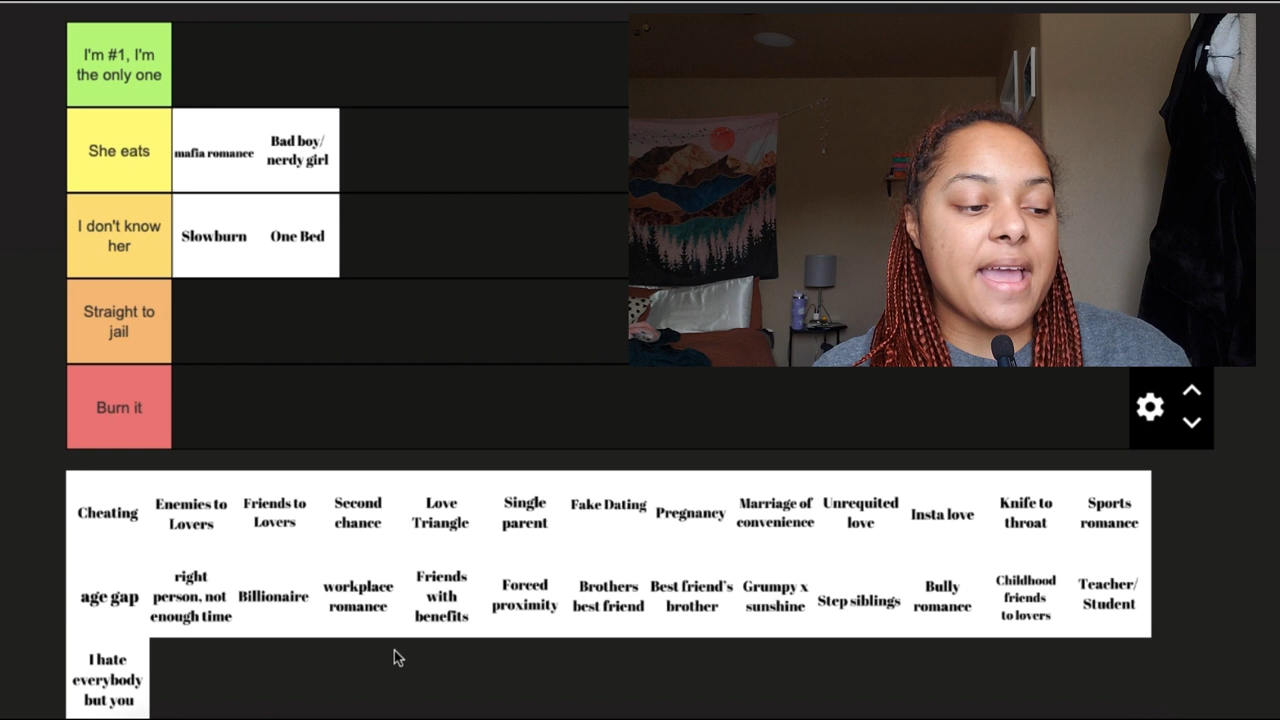 I'm #1, I'm
the only one
She eats
mafia romance
Bad boy/
nerdy girl
I don't know
her
Slowburn
One Bed
Straight to
jail
Burn it
Cheating
Enemies to
Lovers
Friends to
Lovers
Second
chance
Love
Triangle
Single
parent
Fake Dating
Pregnancy
Marriage of
convenience
Unrequited
love
Insta love
Knife to
throat
Sports
romance
age gap
right
person, not
enough time
Billionaire
workplace
romance
Friends
with
benefits
Forced
proximity
Brothers
best friend
Best friend's
brother
Grumpy x
sunshine
Step siblings
Bully
romance
Childhood
friends
to lovers
Teacher/
Student
I hate
everybody
but you